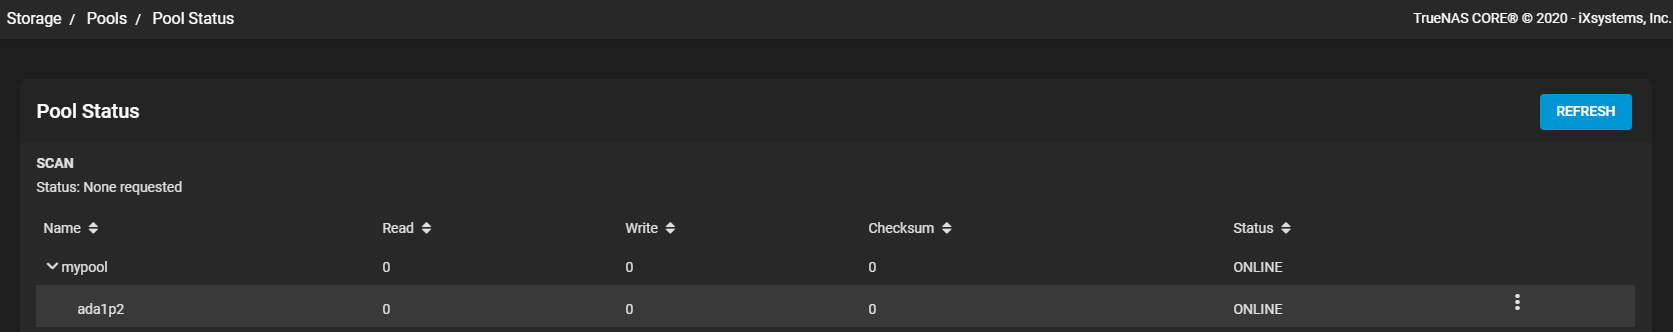 Storage / Pools / Pool Status
TrueNAS CORE® © 2020 - iXsystems, Inc.
Pool Status
REFRESH
SCAN
Status: None requested
Name Read Write Checksum Status
mypool 0 0 0 ONLINE
ada1p2 0 0 0 ONLINE